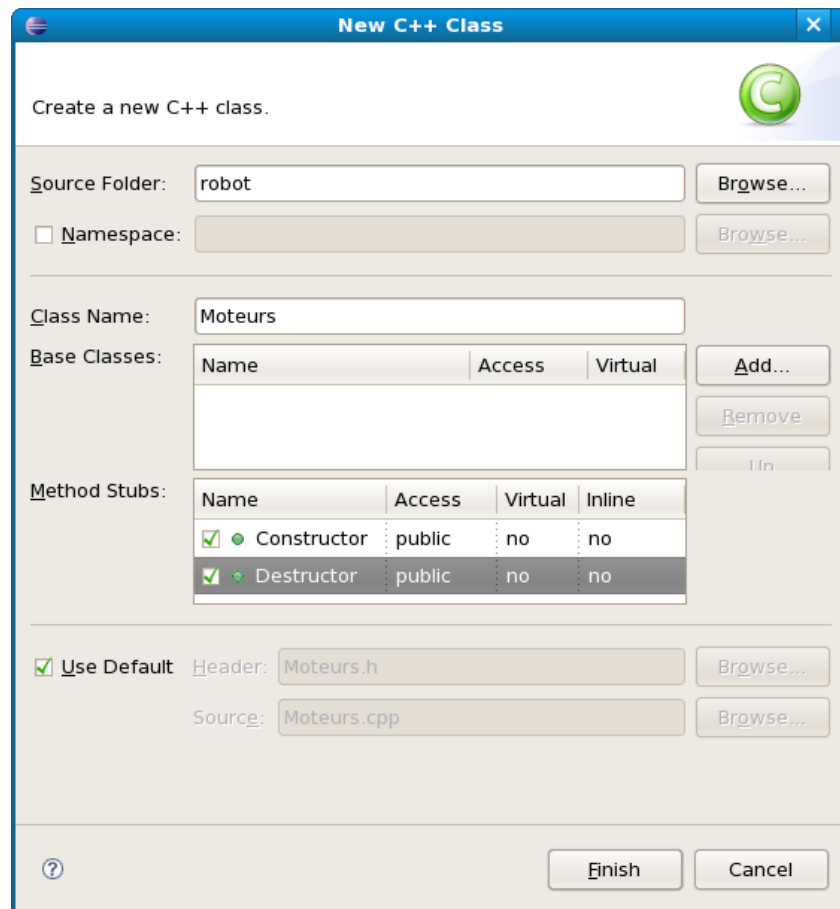 New C++ Class
Create a new C++ class.
Source Folder: robot Browse...
Namespace: Browse...
Class Name: Moteurs
Base Classes: Name Access Virtual Add...
Remove
Up
Method Stubs: Name Access Virtual Inline
Constructor public no no
Destructor public no no
Use Default Header: Moteurs.h Browse...
Source: Moteurs.cpp Browse...
Finish Cancel